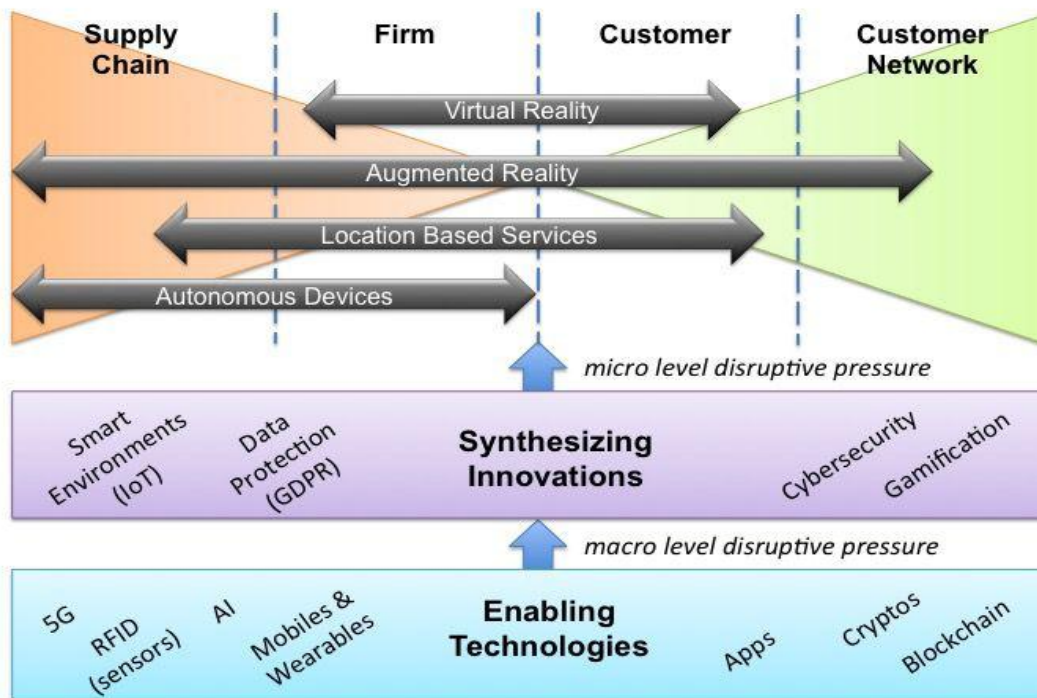 Supply
Chain
Firm
Customer
Customer
Network
Virtual Reality
Augmented Reality
Location Based Services
Autonomous Devices
micro level disruptive pressure
Smart
Environments
(IoT)
Data
Protection
(GDPR)
Synthesizing
Innovations
Cybersecurity
Gamification
macro level disruptive pressure
5G
RFID
(sensors)
AI
Mobiles &
Wearables
Enabling
Technologies
Apps
Cryptos
Blockchain